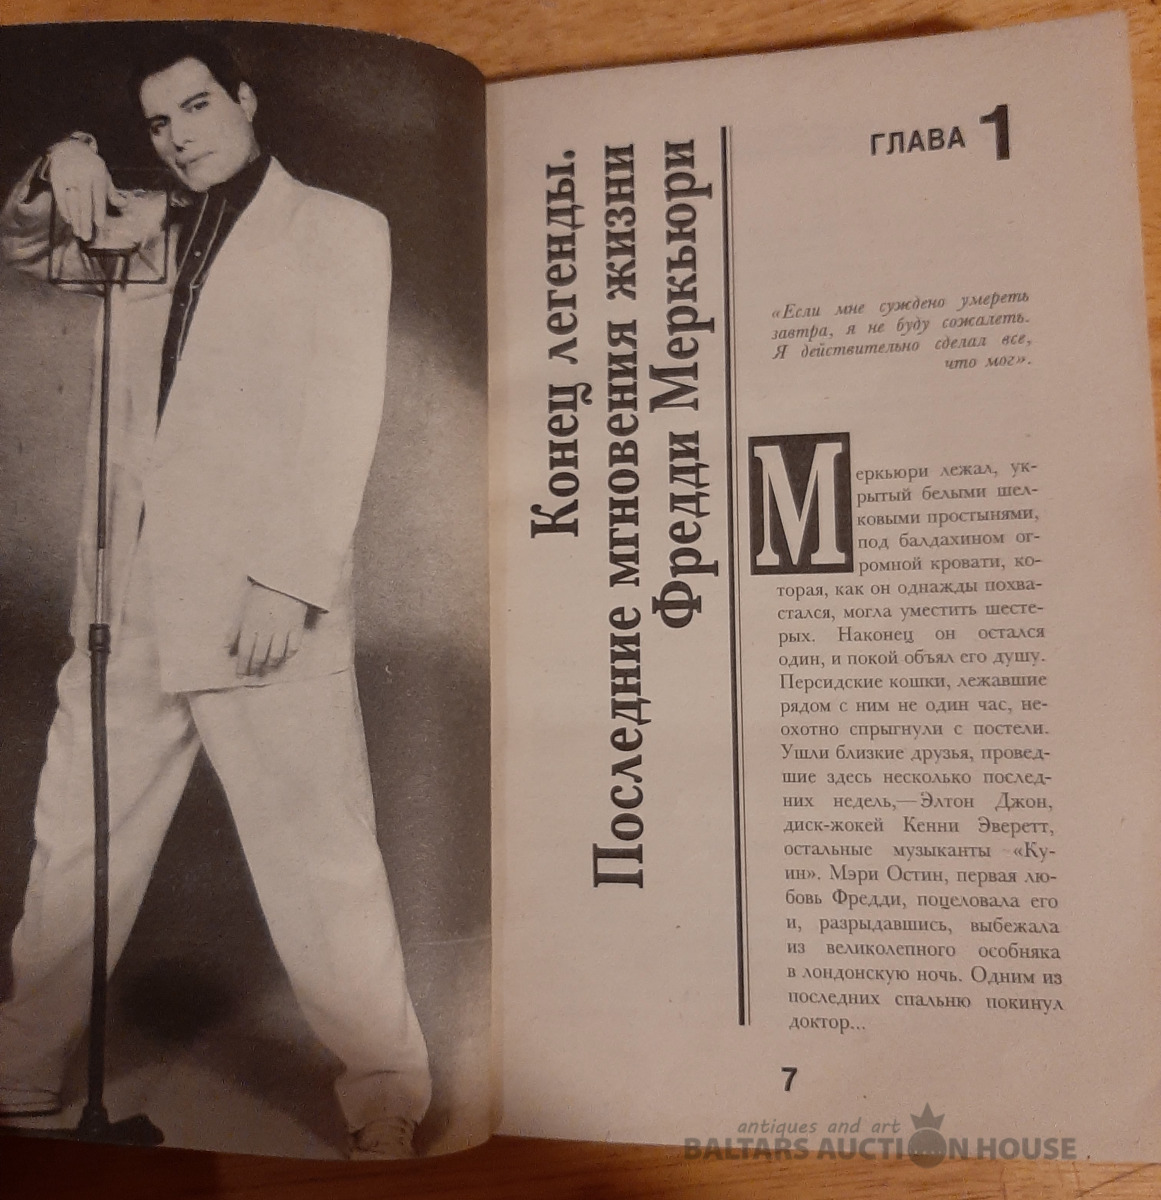 ГЛАВА 1
Конец легенды.
Последние мгновения жизни
Фредди Меркьюри
«Если мне суждено умереть
завтра, я не буду сожалеть.
Я действительно сделал все,
что мог».
Меркьюри лежал, ук-
рытый белыми шел-
ковыми простынями,
под балдахином ог-
ромной кровати, ко-
торая, как он однажды похва-
стался, могла уместить шесте-
рых. Наконец он остался
один, и покой объял его душу.
Персидские кошки, лежавшие
рядом с ним не один час, не-
охотно спрыгнули с постели.
Ушли близкие друзья, провед-
шие здесь несколько послед-
них недель,— Элтон Джон,
диск-жокей Кенни Эверетт,
остальные музыканты «Ку-
ин». Мэри Остин, первая лю-
бовь Фредди, поцеловала его
и, разрыдавшись, выбежала
из великолепного особняка
в лондонскую ночь. Одним из
последних спальню покинул
доктор...
7
antiques and art
BALTARS AUCTION HOUSE